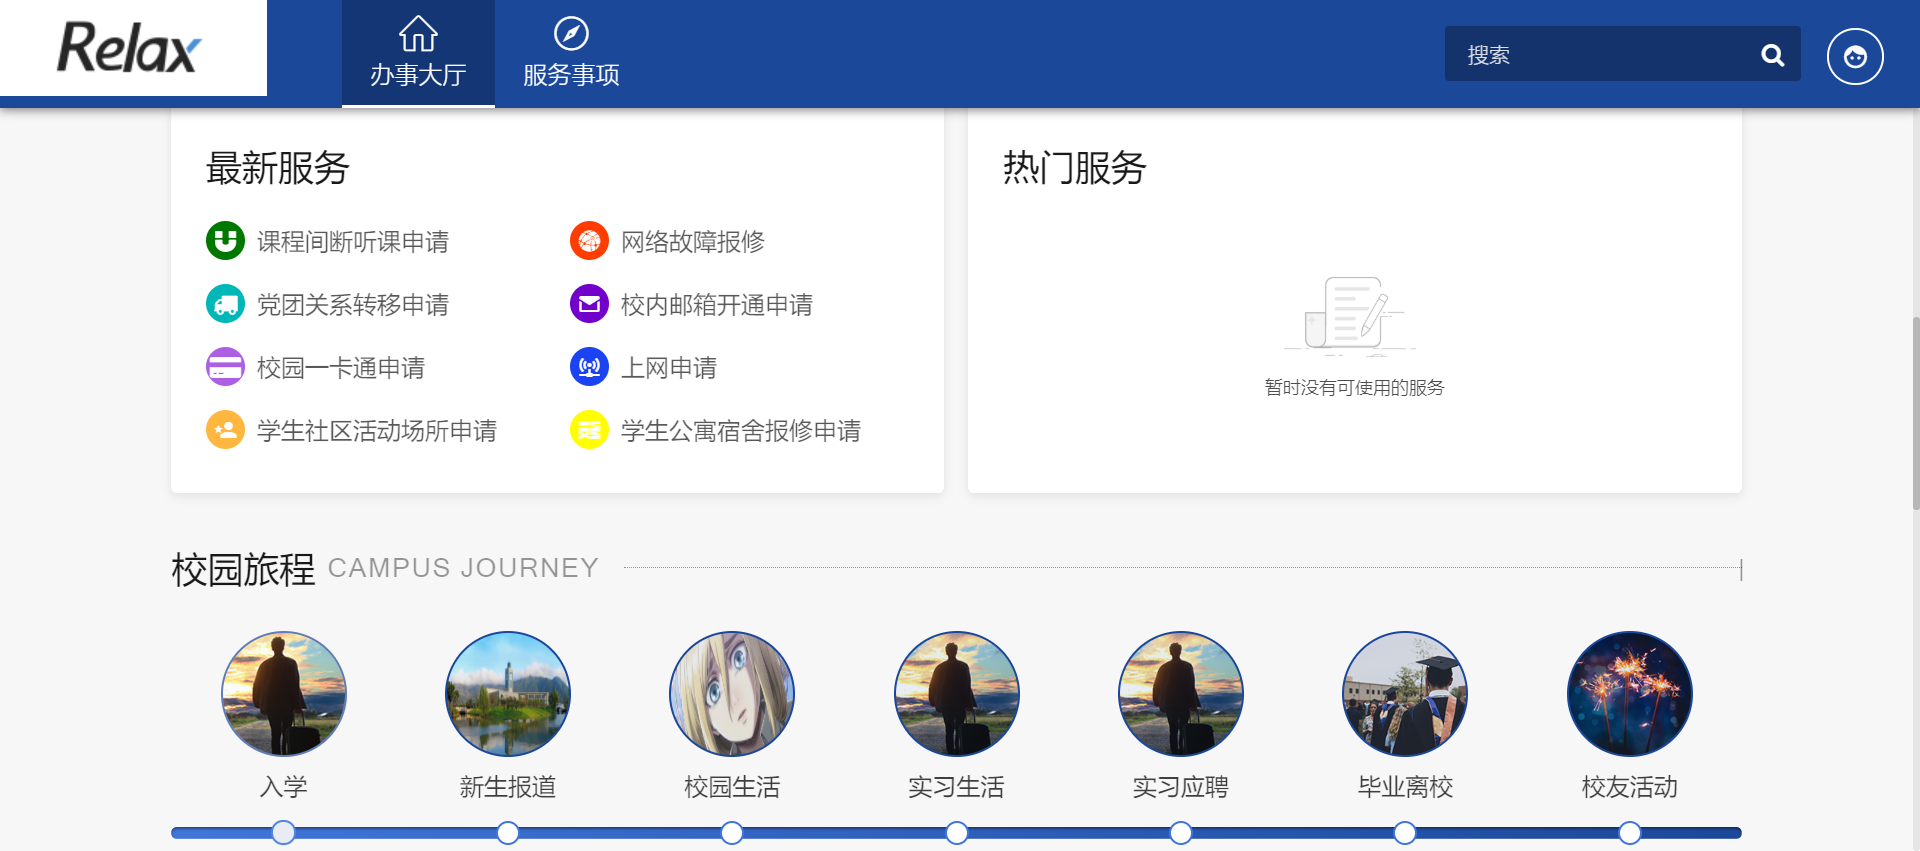 Relax
办事大厅
服务事项
搜索
最新服务
课程间断听课申请
网络故障报修
党团关系转移申请
校内邮箱开通申请
校园一卡通申请
上网申请
学生社区活动场所申请
学生公寓宿舍报修申请
热门服务
暂时没有可使用的服务
校园旅程 CAMPUS JOURNEY
入学
新生报道
校园生活
实习生活
实习应聘
毕业离校
校友活动